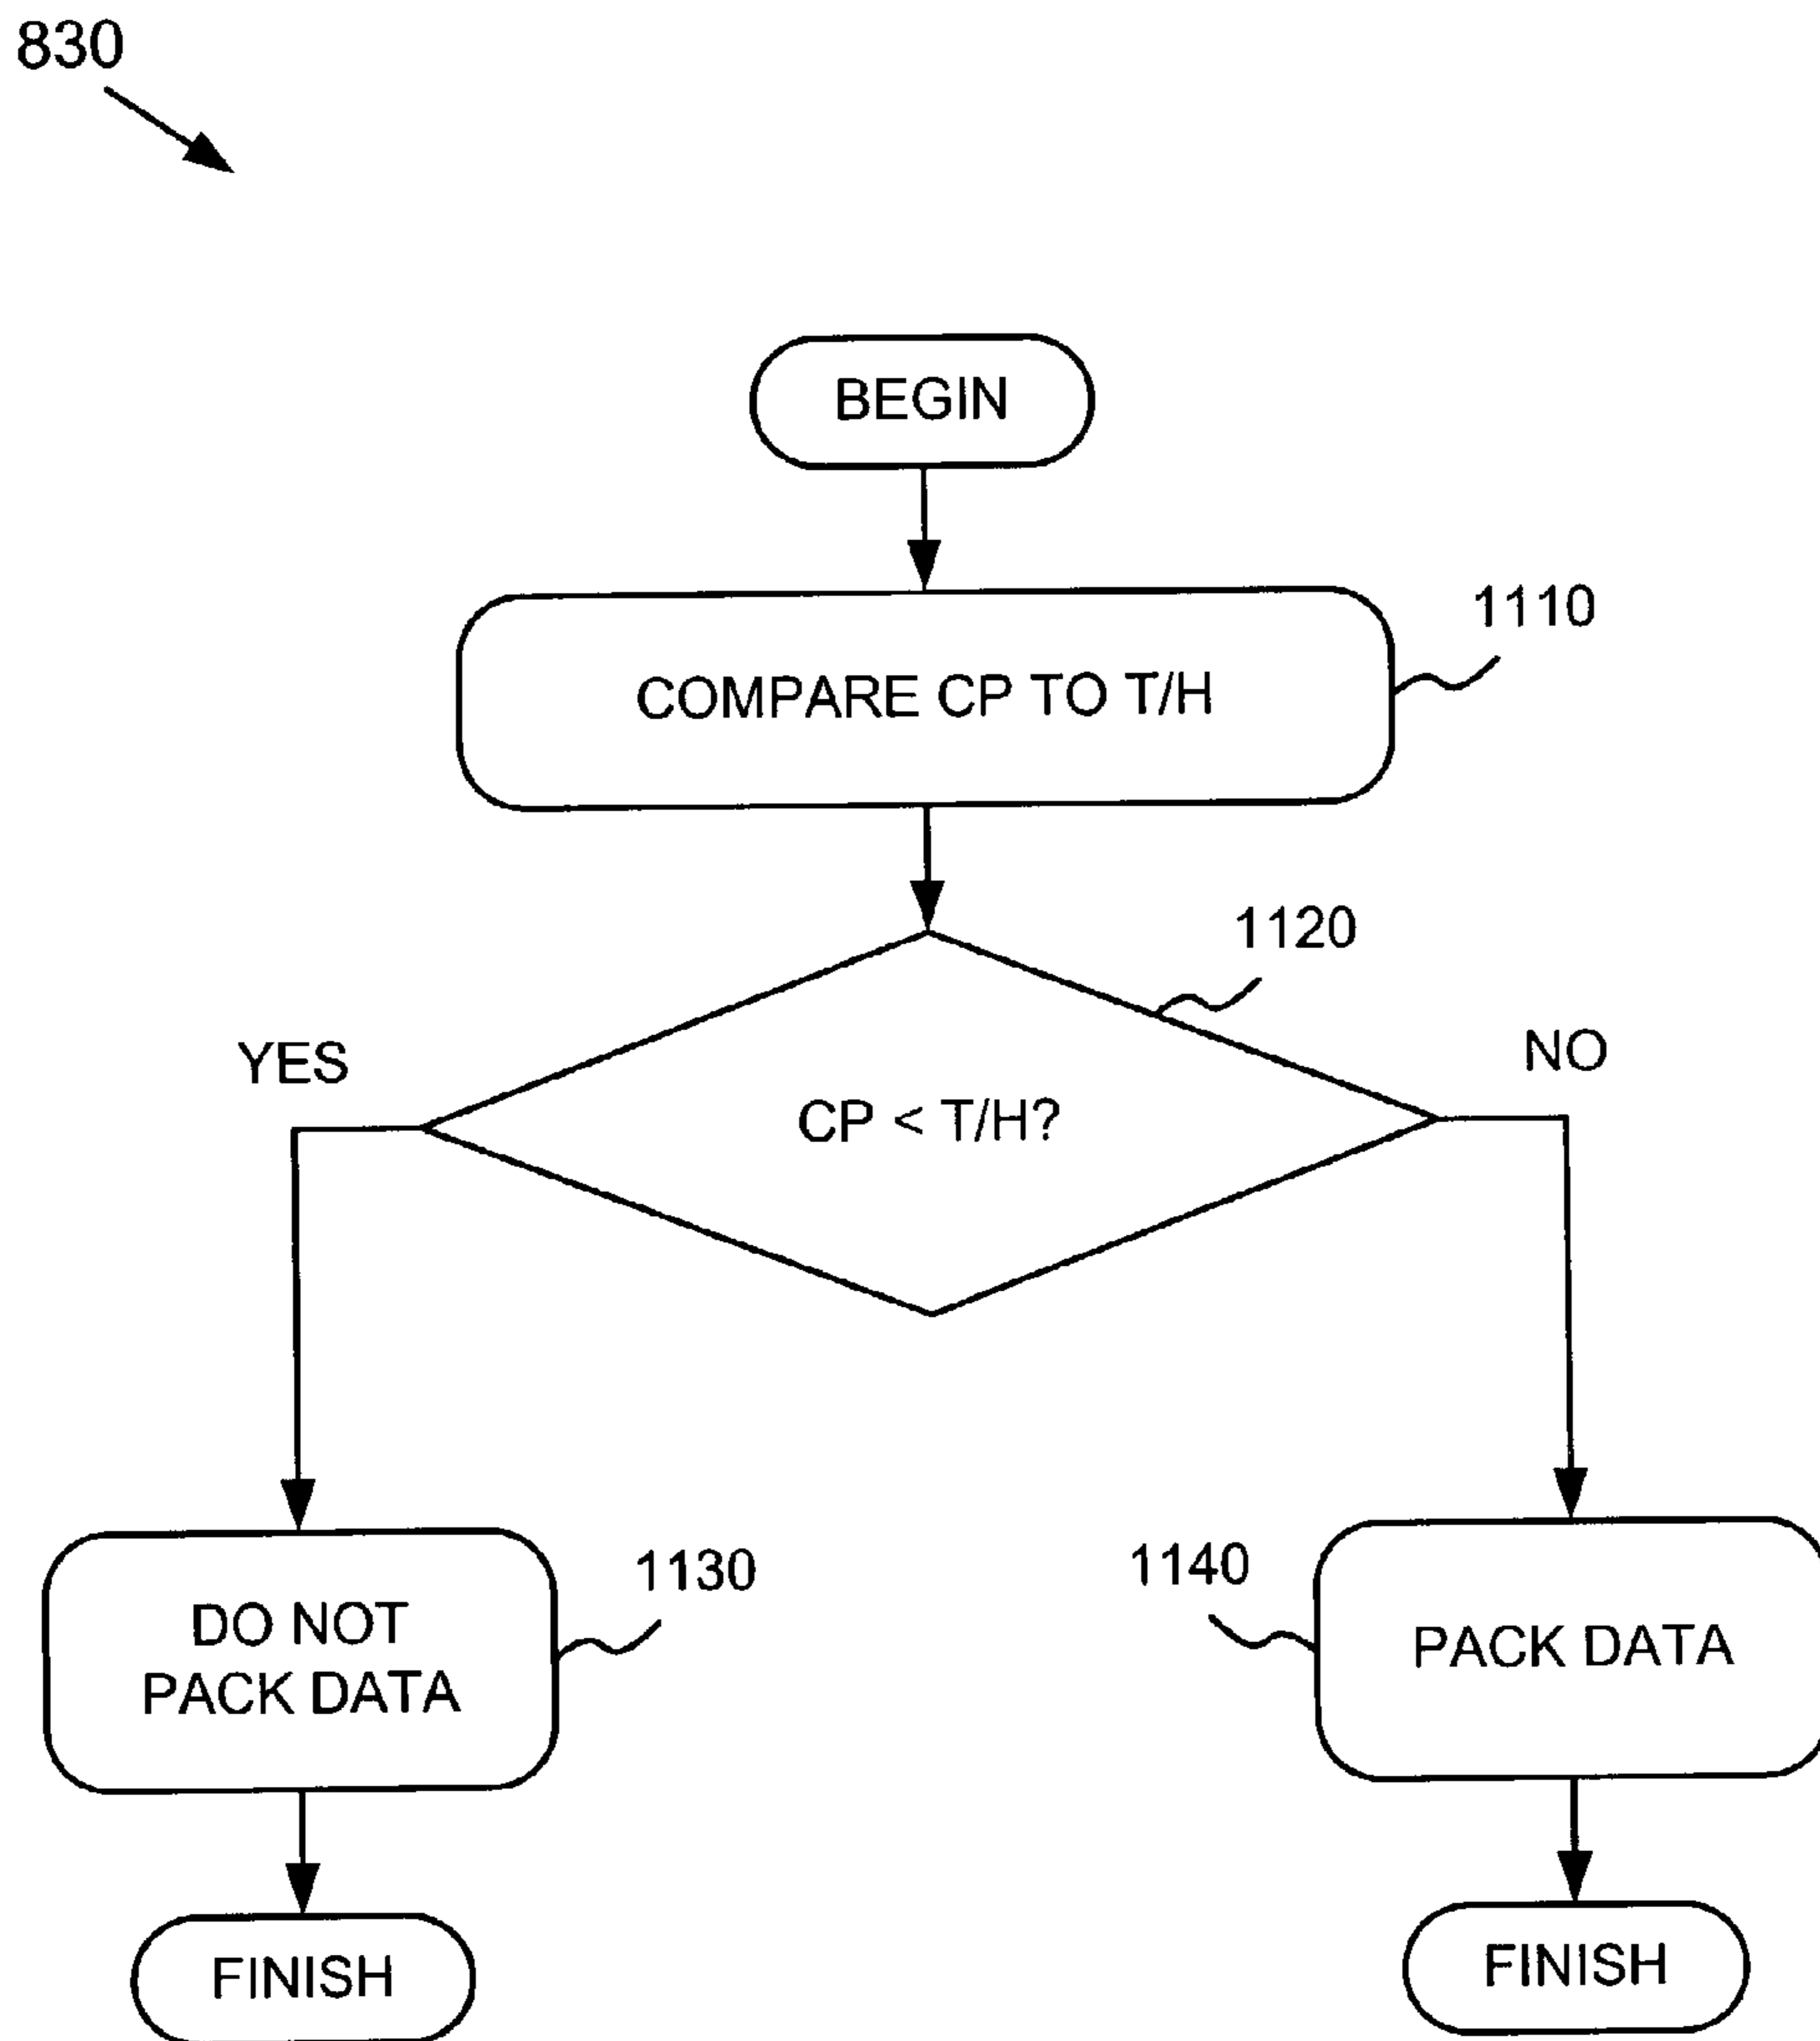 830
BEGIN
COMPARE CP TO T/H
1110
1120
YES
NO
CP < T/H?
DO NOT
PACK DATA
1130
1140
PACK DATA
FINISH
FINISH